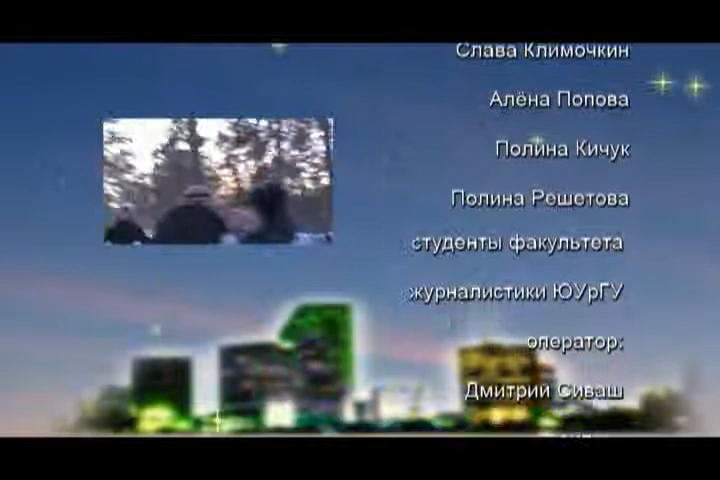 Слава Климочкин
Алёна Попова
Полина Кичук
Полина Решетова
студенты факультета
журналистики ЮУрГУ
оператор:
Дмитрий Сиваш